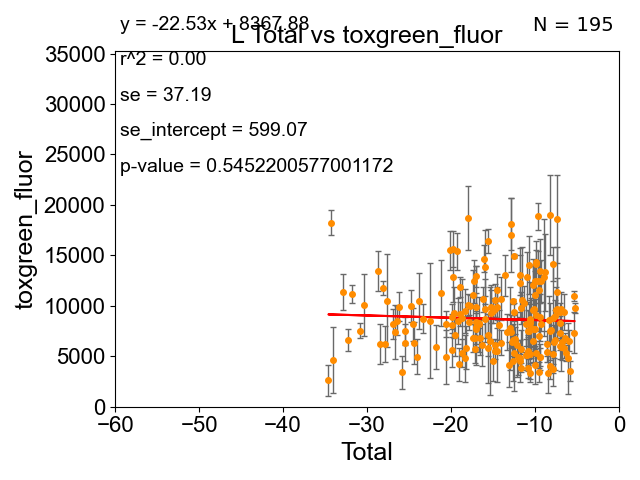 y = -22.53x + 8367.88
N = 195
L Total vs toxgreen_fluor
r^2 = 0.00
se = 37.19
se_intercept = 599.07
p-value = 0.5452200577001172
35000
30000
25000
20000
15000
10000
5000
0
toxgreen_fluor
−60 −50 −40 −30 −20 −10 0
Total